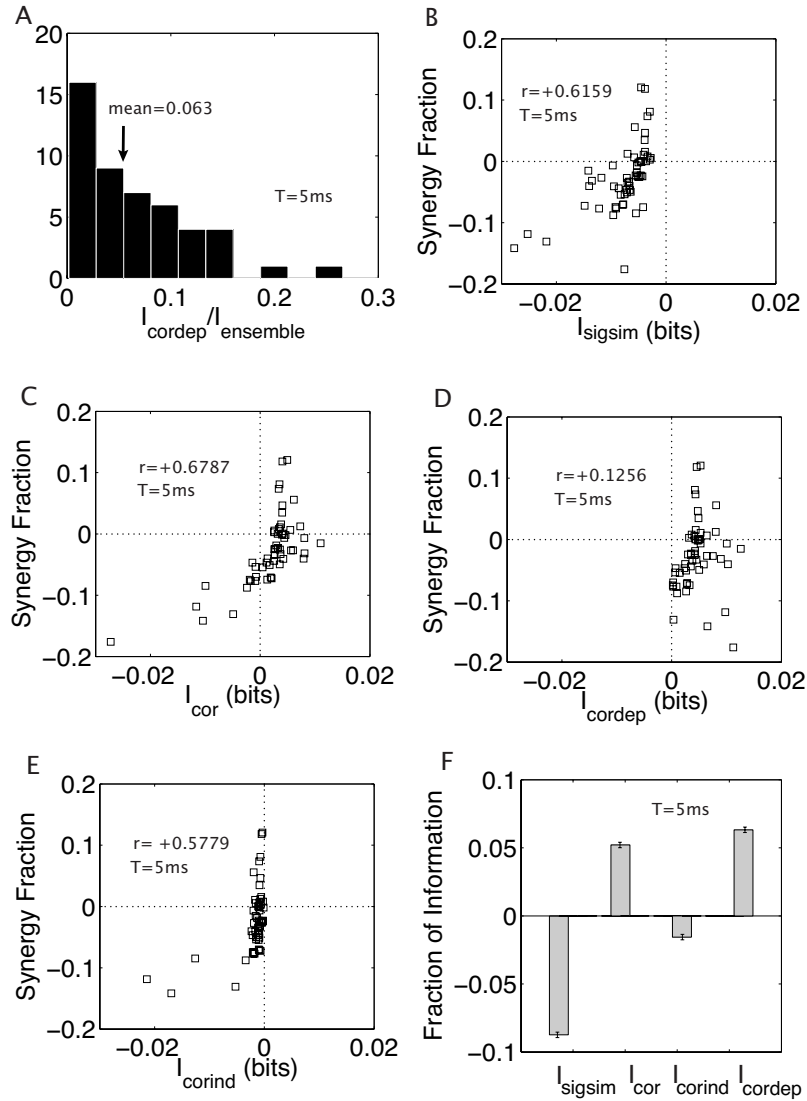 A
20
15
10
5
0
mean=0.063
T=5ms
0 0.1 0.2 0.3
I_cordep/I_ensemble
B
0.2
0.1
0
−0.1
−0.2
Synergy Fraction
r=+0.6159
T=5ms
−0.02 0 0.02
I_sigsim (bits)
C
0.2
0.1
0
−0.1
−0.2
Synergy Fraction
r=+0.6787
T=5ms
−0.02 0 0.02
I_cor (bits)
D
0.2
0.1
0
−0.1
−0.2
Synergy Fraction
r=+0.1256
T=5ms
−0.02 0 0.02
I_cordep (bits)
E
0.2
0.1
0
−0.1
−0.2
Synergy Fraction
r= +0.5779
T=5ms
−0.02 0 0.02
I_corind (bits)
F
0.1
0.05
0
−0.05
−0.1
Fraction of Information
T=5ms
I_sigsim I_cor I_corind I_cordep